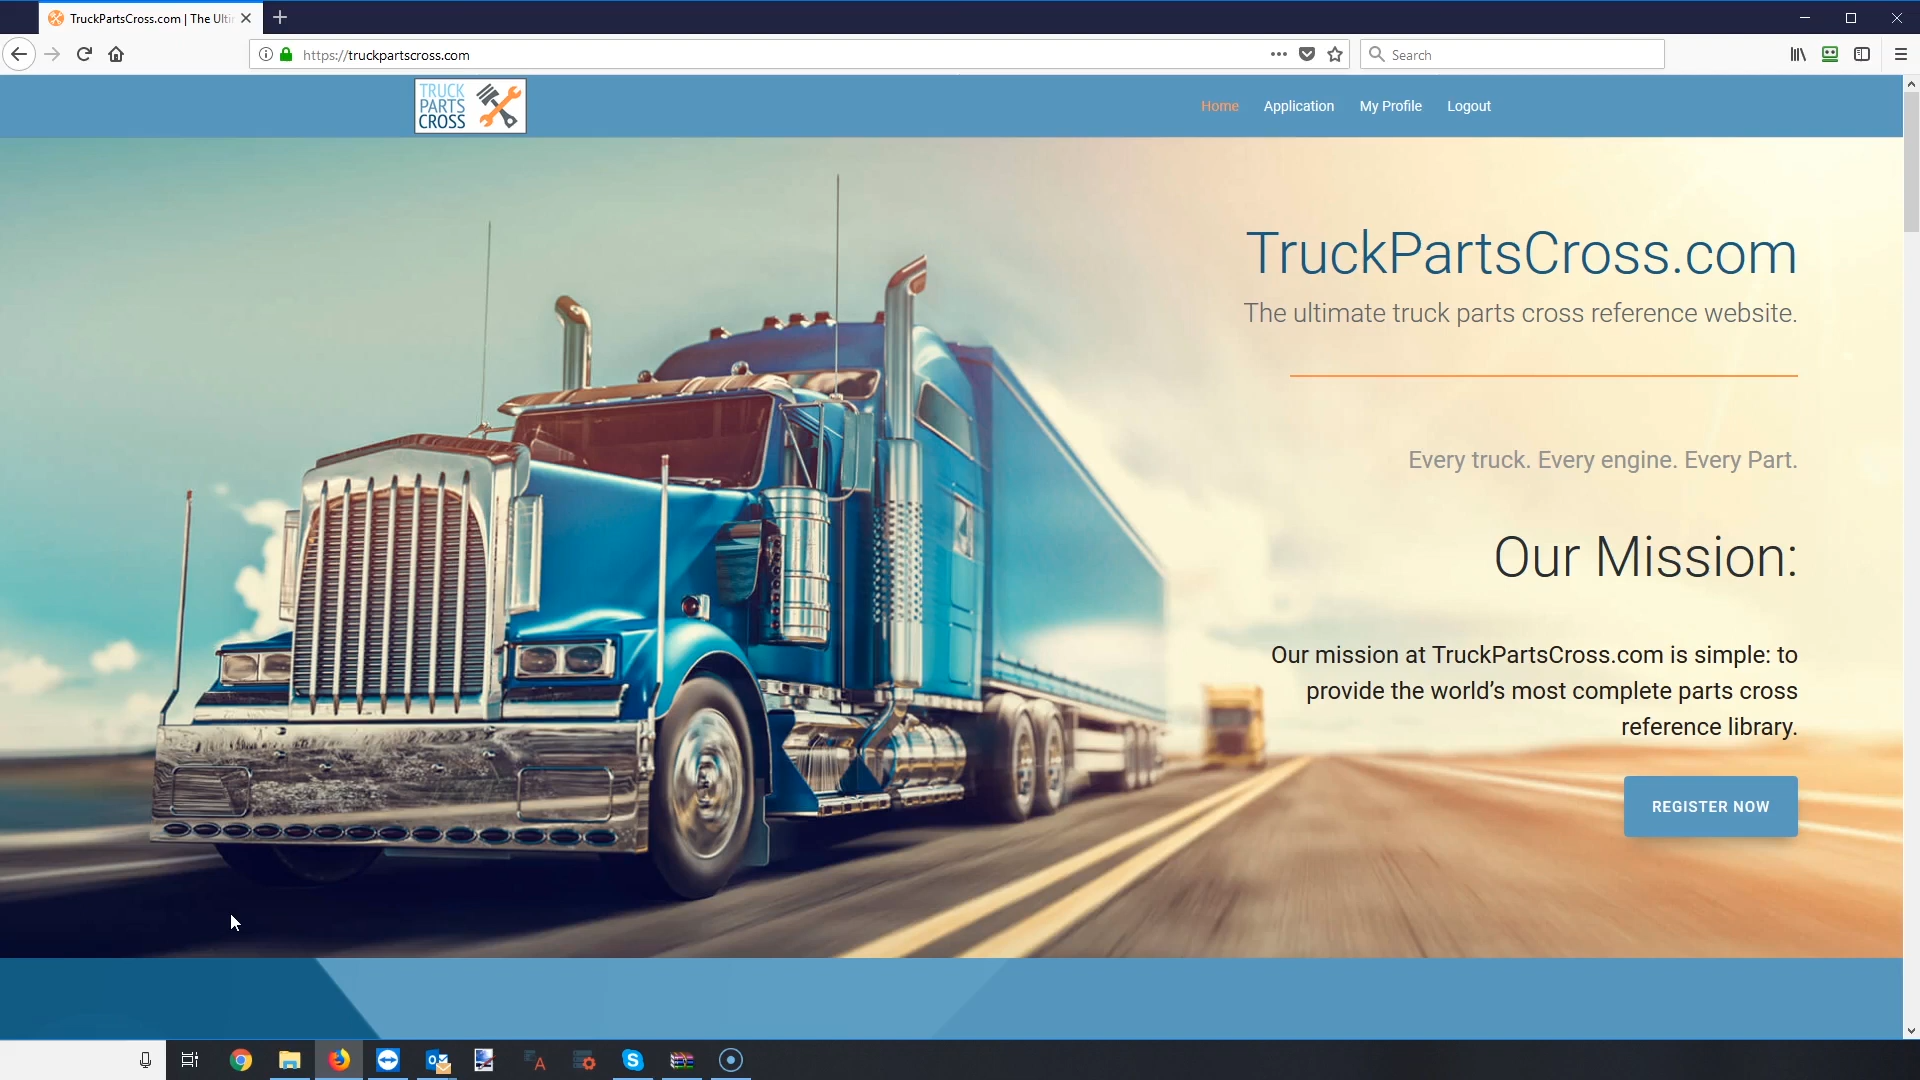 TruckPartsCross.com | The Ulti
https://truckpartscross.com
Search
TRUCK
PARTS
CROSS
Home
Application
My Profile
Logout
TruckPartsCross.com
The ultimate truck parts cross reference website.
Every truck. Every engine. Every Part.
Our Mission:
Our mission at TruckPartsCross.com is simple: to
provide the world’s most complete parts cross
reference library.
REGISTER NOW